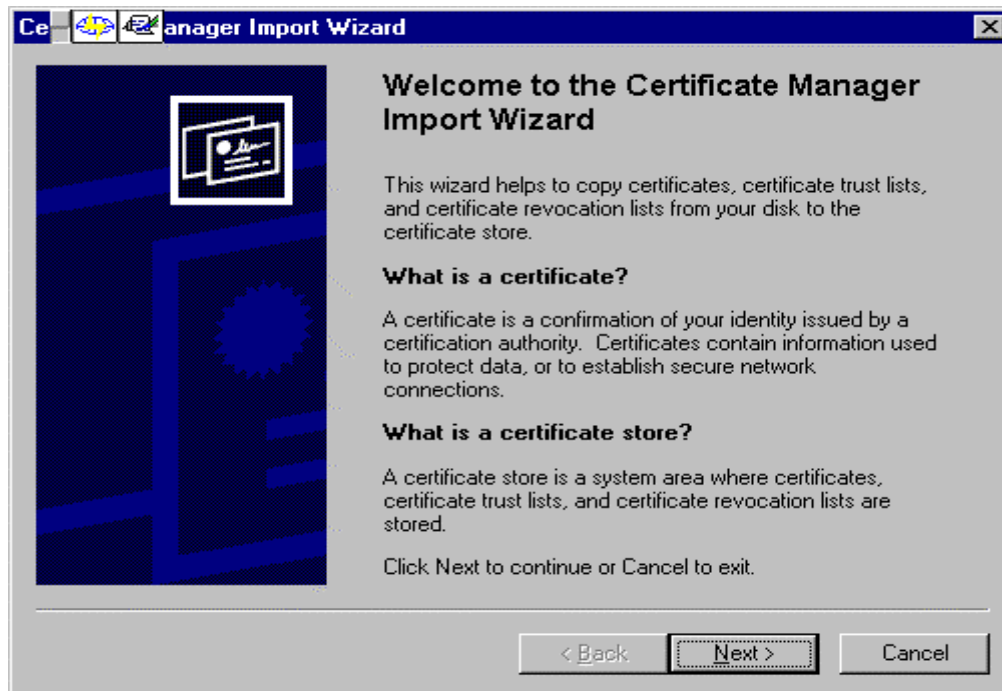 Ce anager Import Wizard
Welcome to the Certificate Manager
Import Wizard
This wizard helps to copy certificates, certificate trust lists,
and certificate revocation lists from your disk to the
certificate store.
What is a certificate?
A certificate is a confirmation of your identity issued by a
certification authority.  Certificates contain information used
to protect data, or to establish secure network
connections.
What is a certificate store?
A certificate store is a system area where certificates,
certificate trust lists, and certificate revocation lists are
stored.
Click Next to continue or Cancel to exit.
< Back
Next >
Cancel